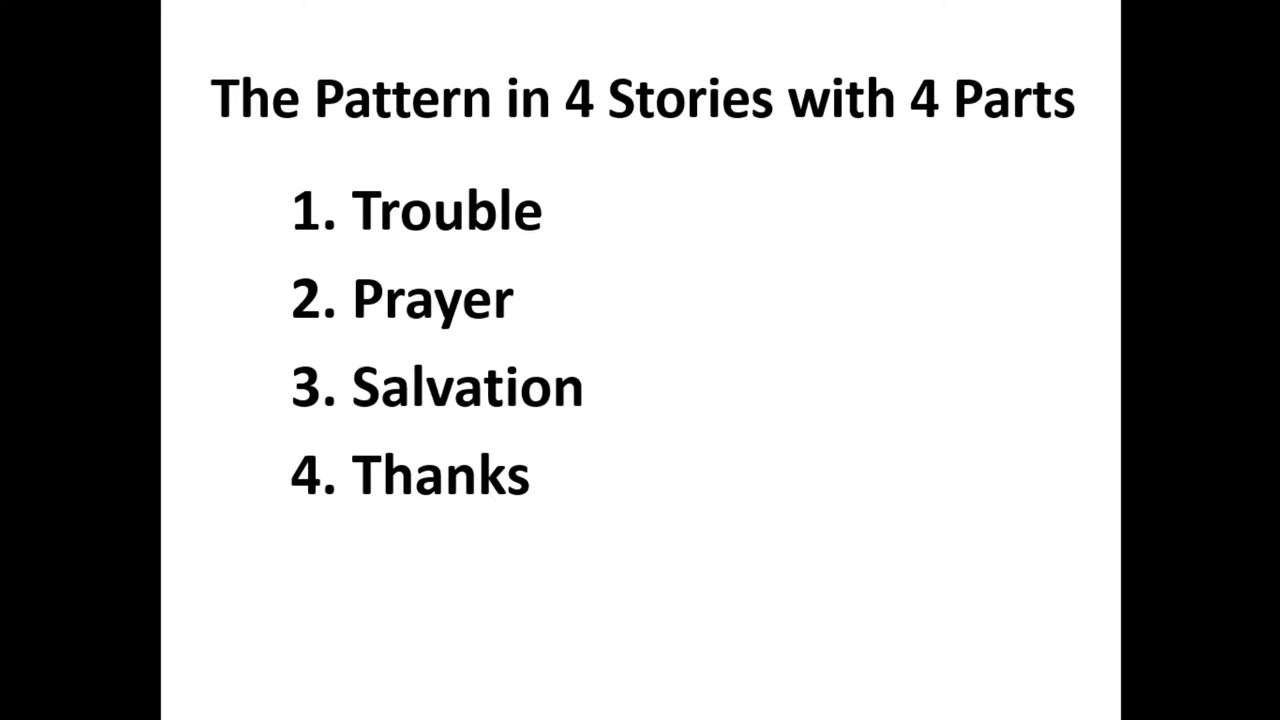 The Pattern in 4 Stories with 4 Parts
1. Trouble
2. Prayer
3. Salvation
4. Thanks